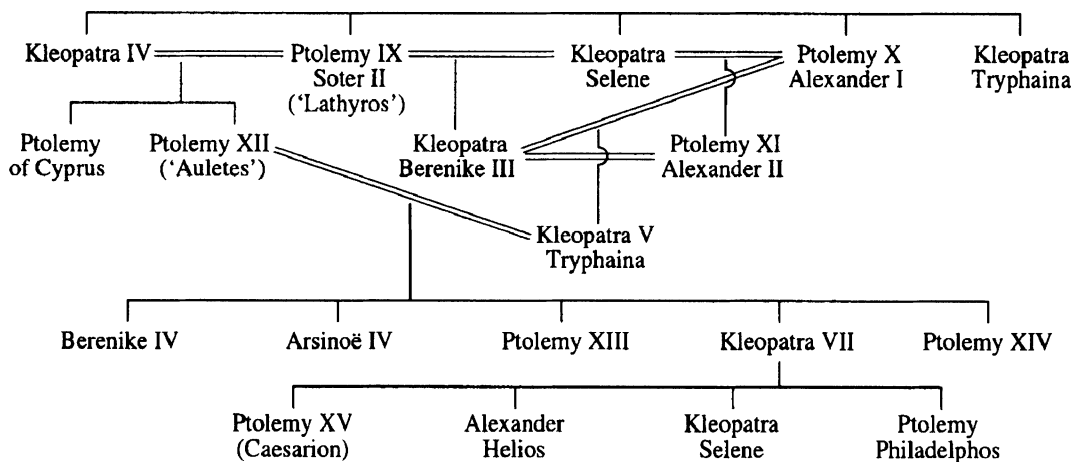 Kleopatra IV
Ptolemy IX
Soter II
('Lathyros')
Kleopatra
Selene
Ptolemy X
Alexander I
Kleopatra
Tryphaina
Ptolemy
of Cyprus
Ptolemy XII
('Auletes')
Kleopatra
Berenike III
Ptolemy XI
Alexander II
Kleopatra V
Tryphaina
Berenike IV
Arsinoë IV
Ptolemy XIII
Kleopatra VII
Ptolemy XIV
Ptolemy XV
(Caesarion)
Alexander
Helios
Kleopatra
Selene
Ptolemy
Philadelphos